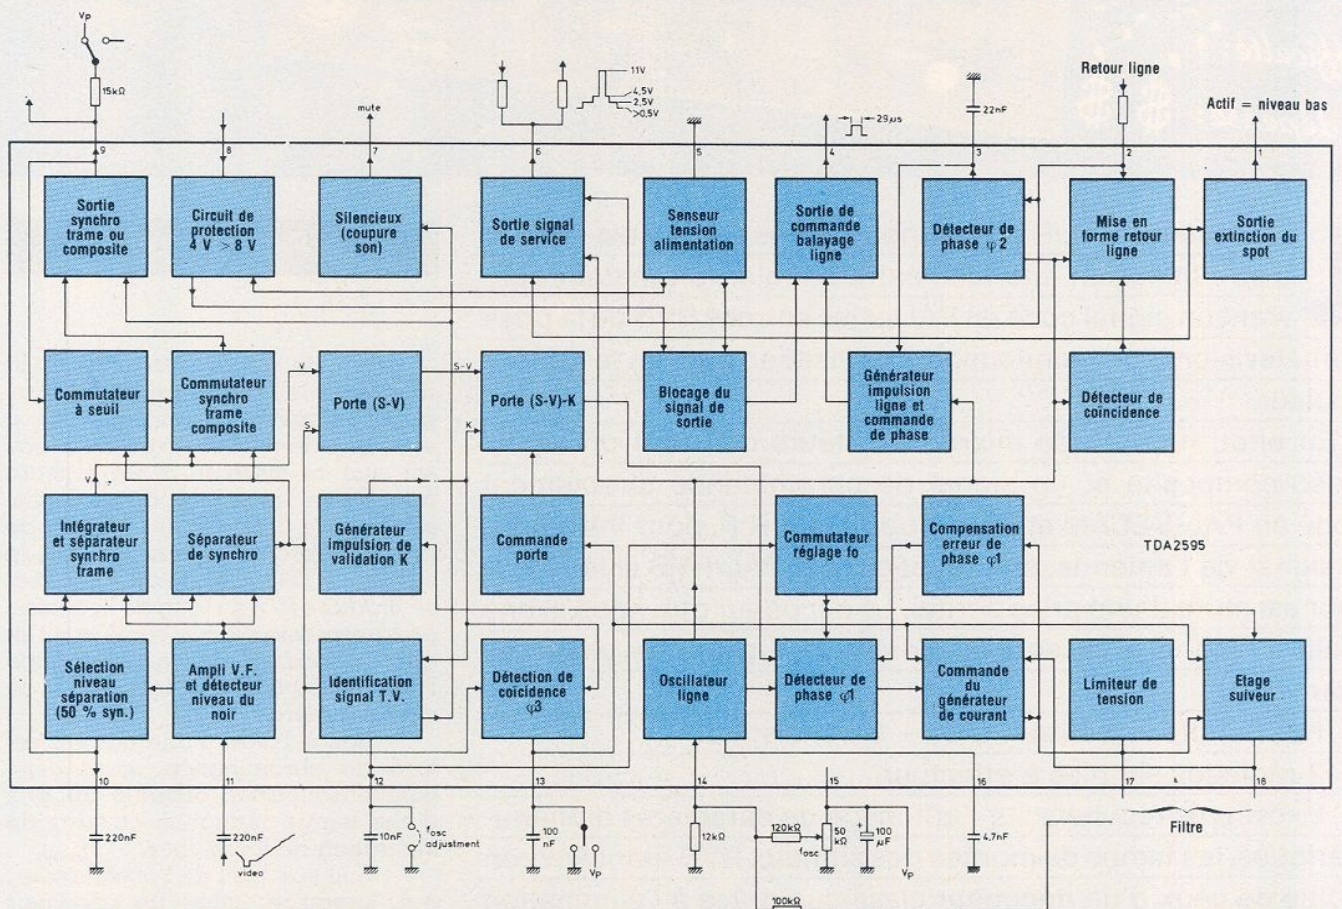 Vp
15kΩ
mute
11V
4,5V
2,5V
>0,5V
29µs
22nF
Retour ligne
Actif = niveau bas
9
8
7
6
5
4
3
2
1
Sortie
synchro
trame ou
composite
Circuit de
protection
4 V > 8 V
Silencieux
(coupure
son)
Sortie signal
de service
Senseur
tension
alimentation
Sortie de
commande
balayage
ligne
Détecteur de
phase φ2
Mise en
forme retour
ligne
Sortie
extinction du
spot
Commutateur
à seuil
Commutateur
synchro
trame
composite
V
S
Porte (S-V)
S-V
K
Porte (S-V)-K
Blocage du
signal de
sortie
Générateur
impulsion
ligne et
commande
de phase
Détecteur de
coïncidence
V
Intégrateur
et séparateur
synchro
trame
Séparateur
de synchro
Générateur
impulsion de
validation K
Commande
porte
Commutateur
réglage fo
Compensation
erreur de
phase φ1
TDA2595
Sélection
niveau
séparation
(50 % syn.)
Ampli V.F.
et détecteur
niveau du
noir
Identification
signal T.V.
Détection de
coïcidence
φ3
Oscillateur
ligne
Détecteur de
phase φ1
Commande
du
générateur
de courant
Limiteur de
tension
Etage
suiveur
10
11
12
13
14
15
16
17
18
220nF
220nF
video
10nF
fosc
adjustment
100
nF
Vp
12kΩ
120kΩ
fosc
50
kΩ
+
100
µF
Vp
4,7nF
Filtre
100kΩ